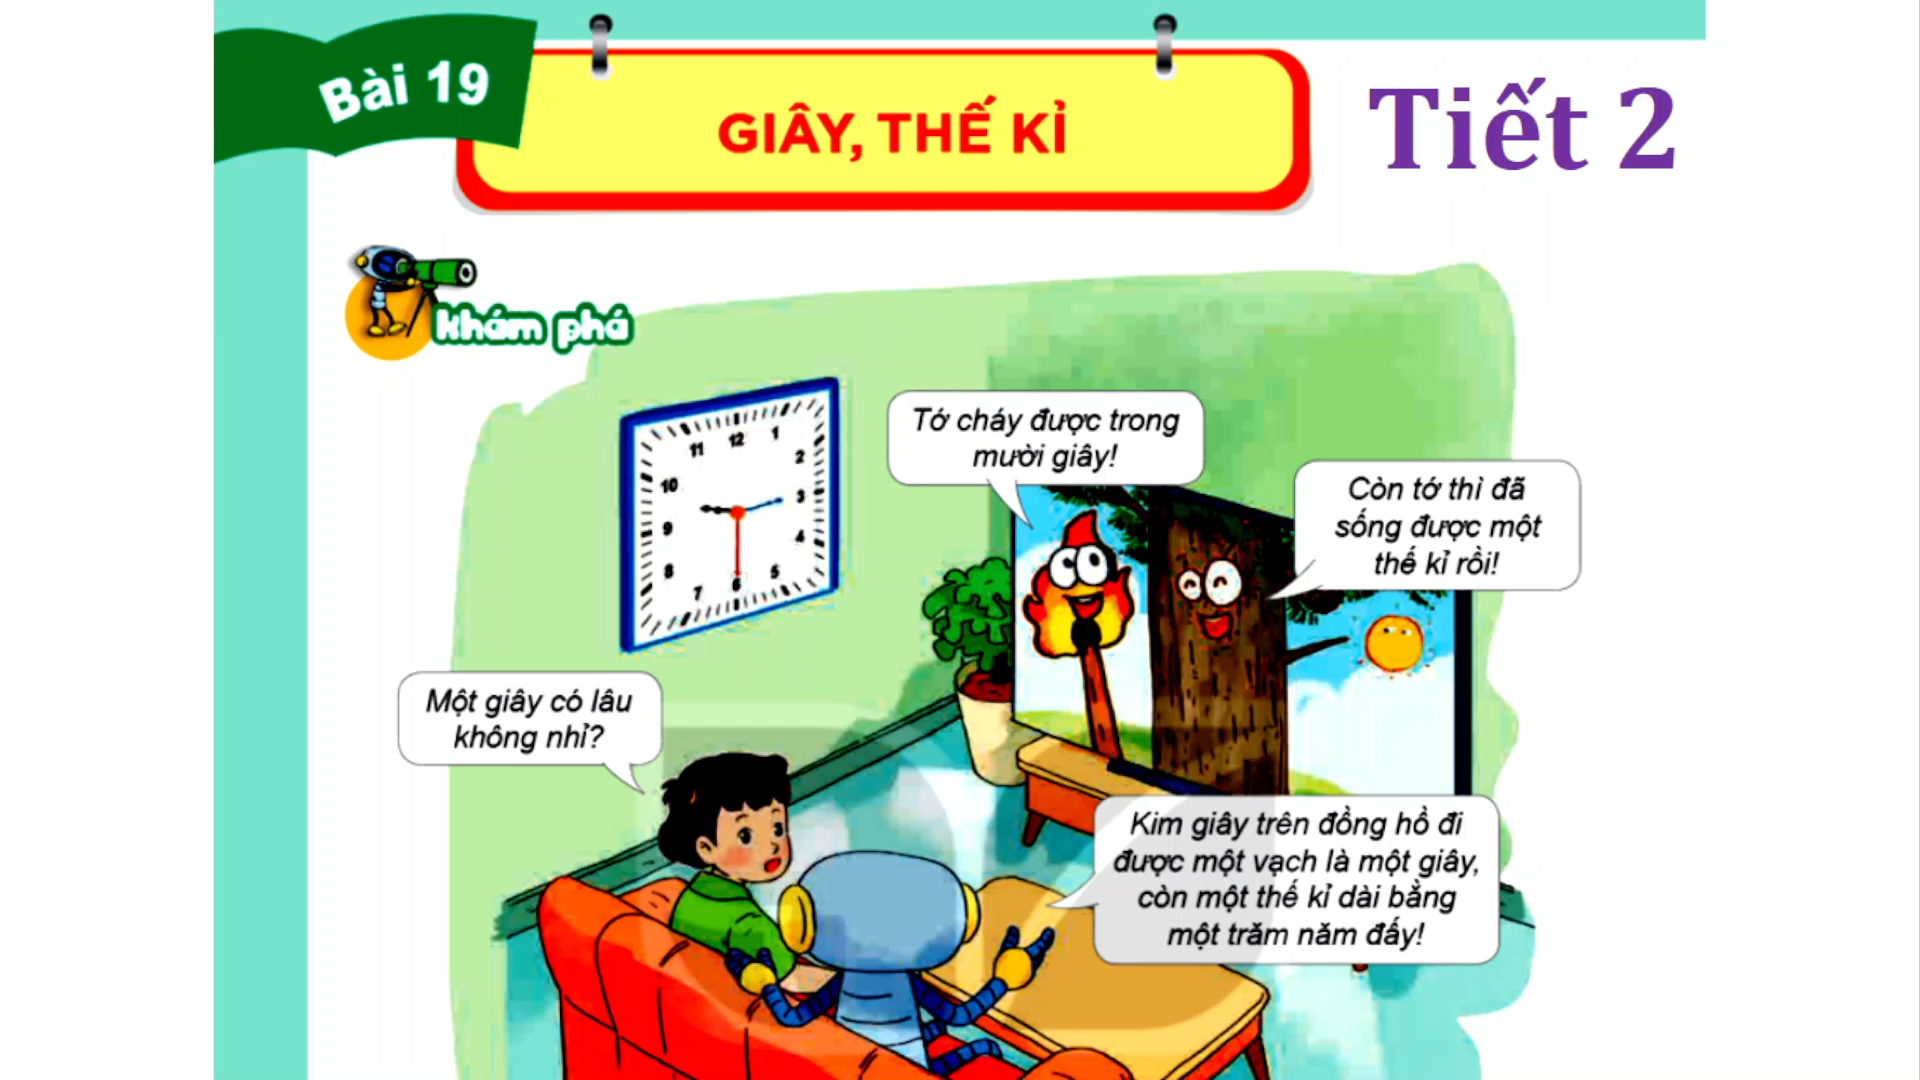 Bài 19
GIÂY, THẾ KỈ
Tiết 2
khám phá
Tớ cháy được trong
mười giây!
Còn tớ thì đã
sống được một
thế kỉ rồi!
11 12 1
10 2
9 3
8 4
7 6 5
Một giây có lâu
không nhỉ?
Kim giây trên đồng hồ đi
được một vạch là một giây,
còn một thế kỉ dài bằng
một trăm năm đấy!